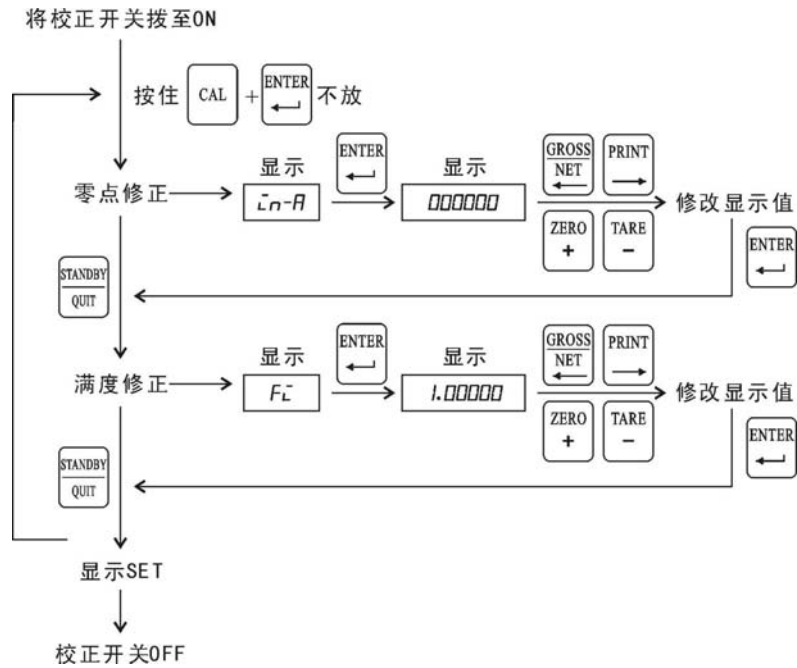 将校正开关拨至ON
按住 CAL + ENTER 不放
显示 ENTER 显示 GROSS NET PRINT
零点修正 in-A 000000 修改显示值
ZERO + TARE - ENTER
STANDBY QUIT
显示 ENTER 显示 GROSS NET PRINT
满度修正 1.00000 修改显示值
ZERO + TARE - ENTER
STANDBY QUIT
显示SET
校正开关OFF